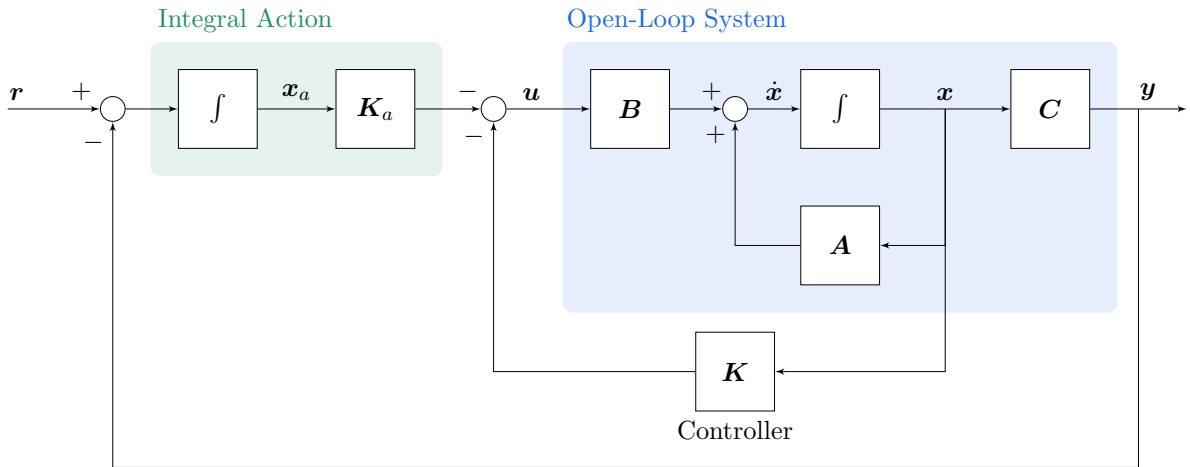 Integral Action
Open-Loop System
r + − ∫ x_a K_a − − u B + + ẋ ∫ x C y
A
K
Controller